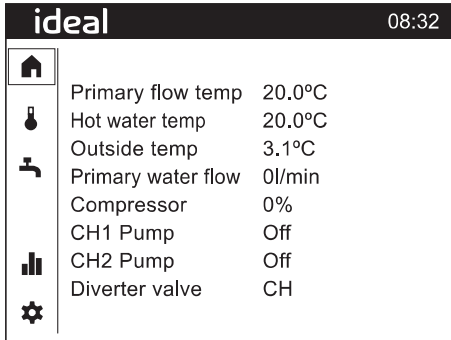 ideal 08:32
Primary flow temp 20.0ºC
Hot water temp 20.0ºC
Outside temp 3.1ºC
Primary water flow 0l/min
Compressor 0%
CH1 Pump Off
CH2 Pump Off
Diverter valve CH